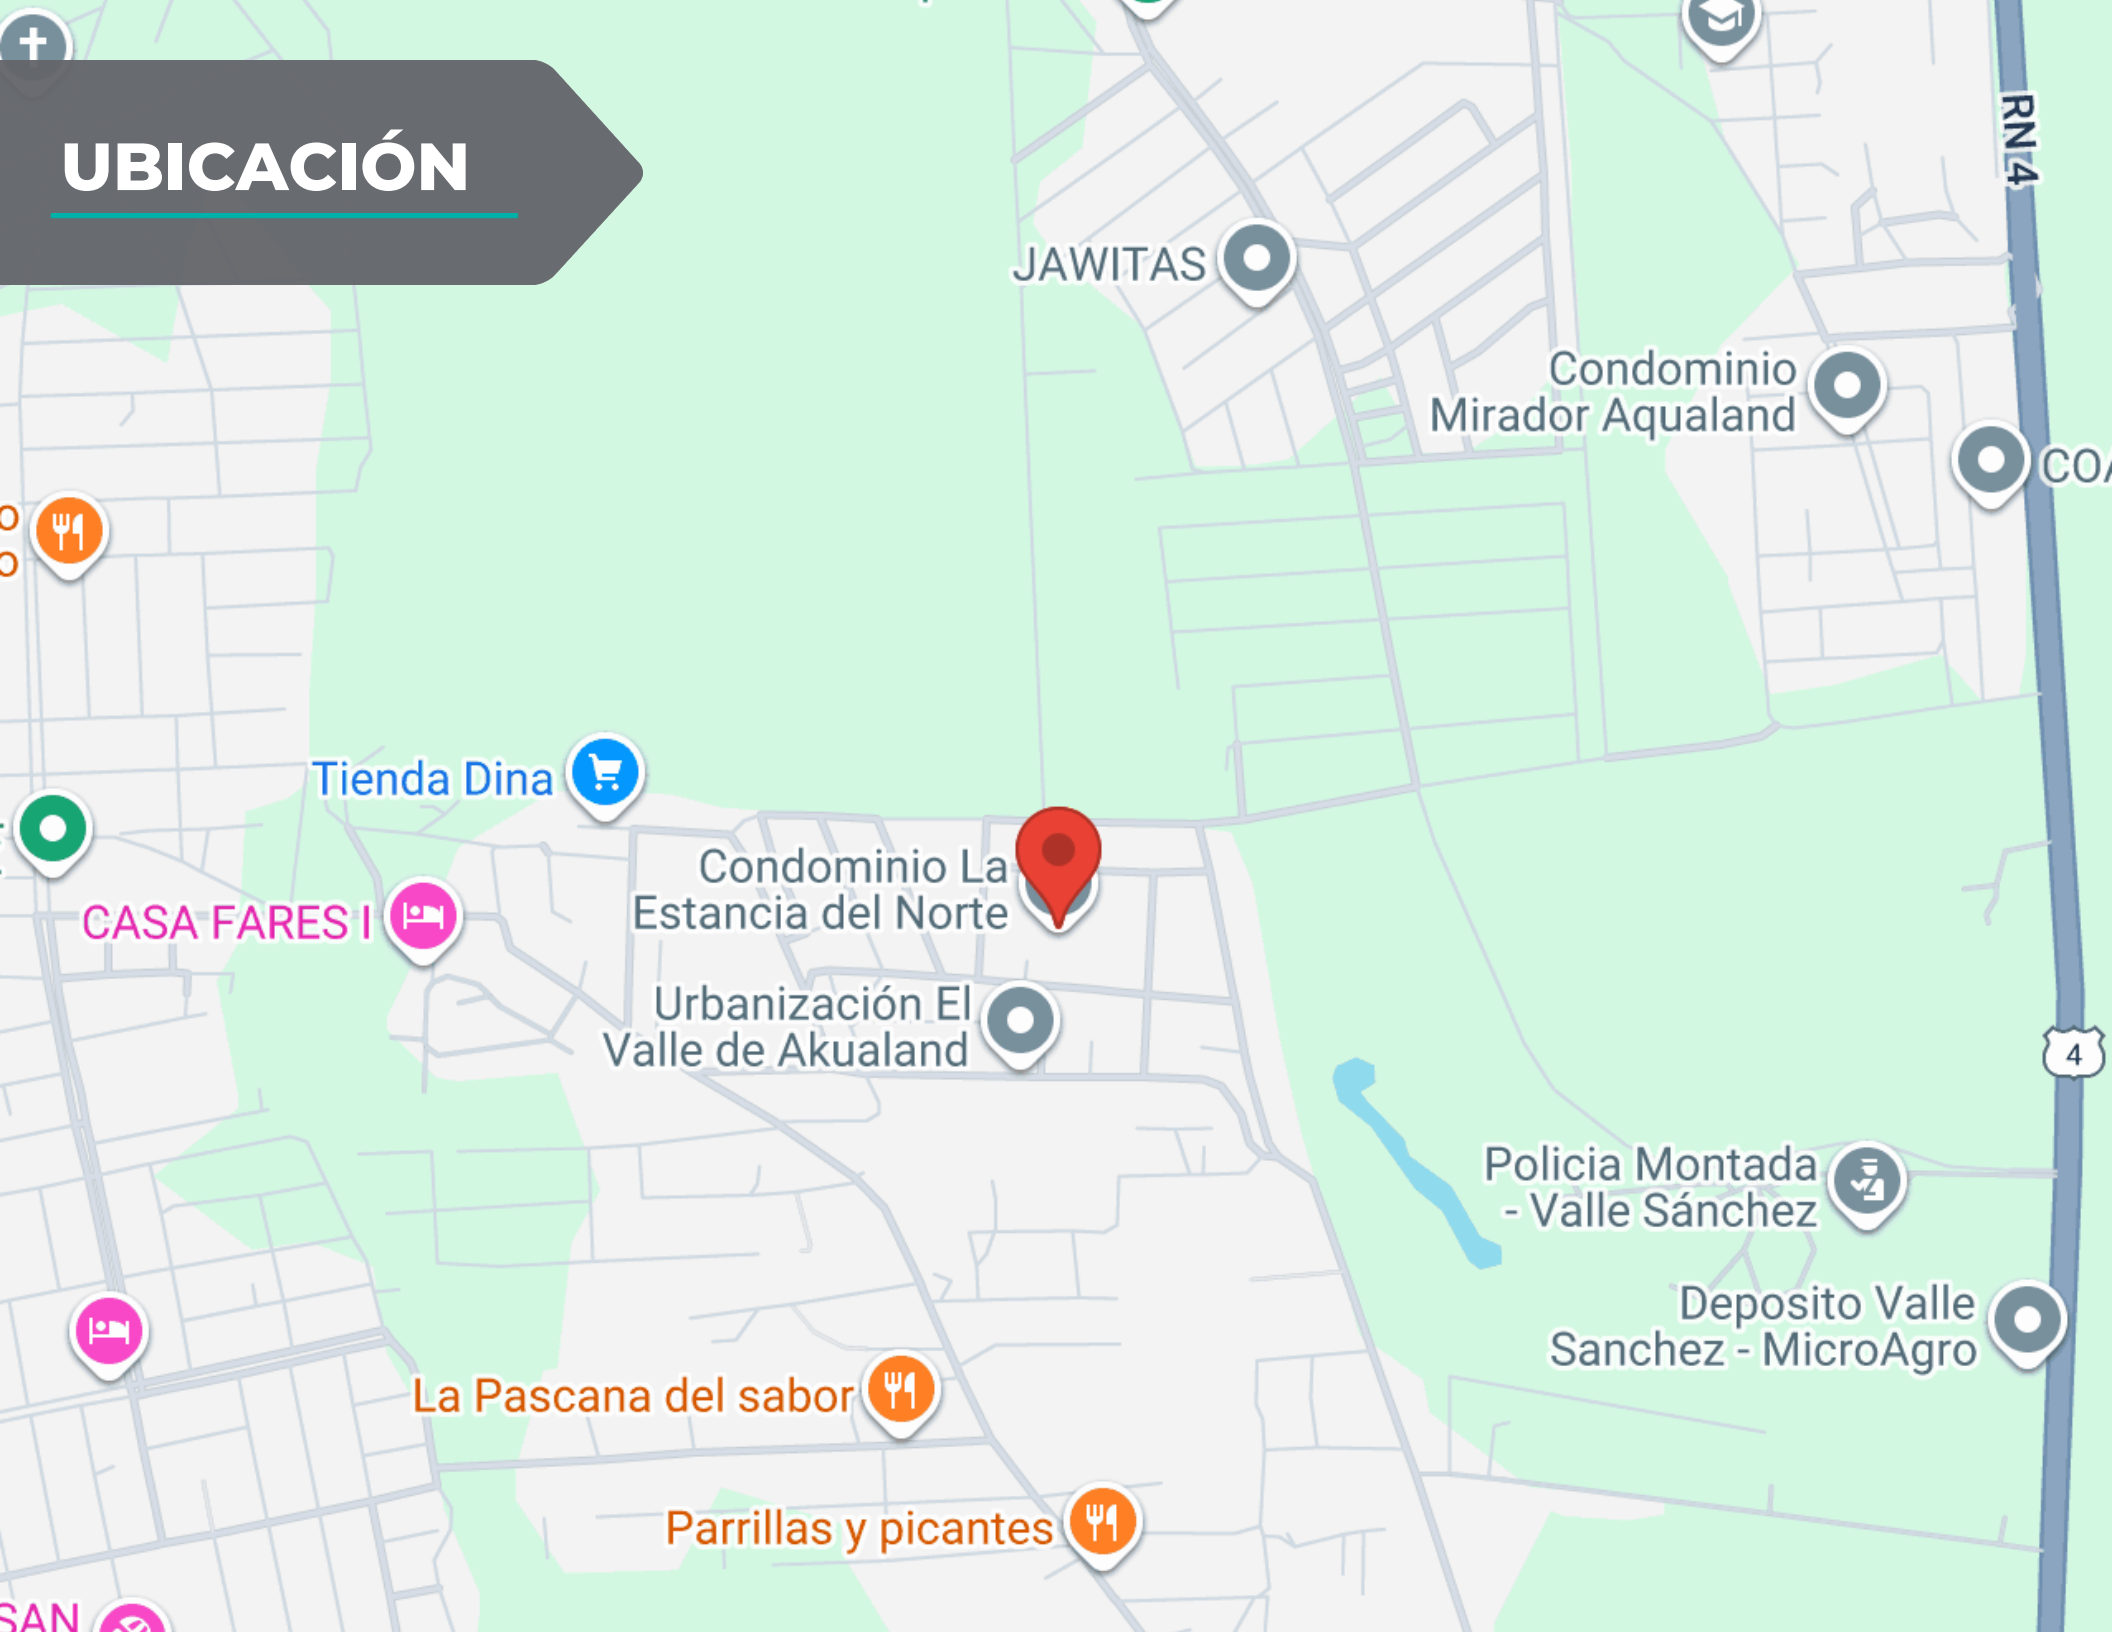 UBICACIÓN
RN 4
JAWITAS
Condominio
Mirador Aqualand
Tienda Dina
CASA FARES I
Condominio La
Estancia del Norte
Urbanización El
Valle de Akualand
4
Policia Montada
- Valle Sánchez
Deposito Valle
Sanchez - MicroAgro
La Pascana del sabor
Parrillas y picantes
SAN